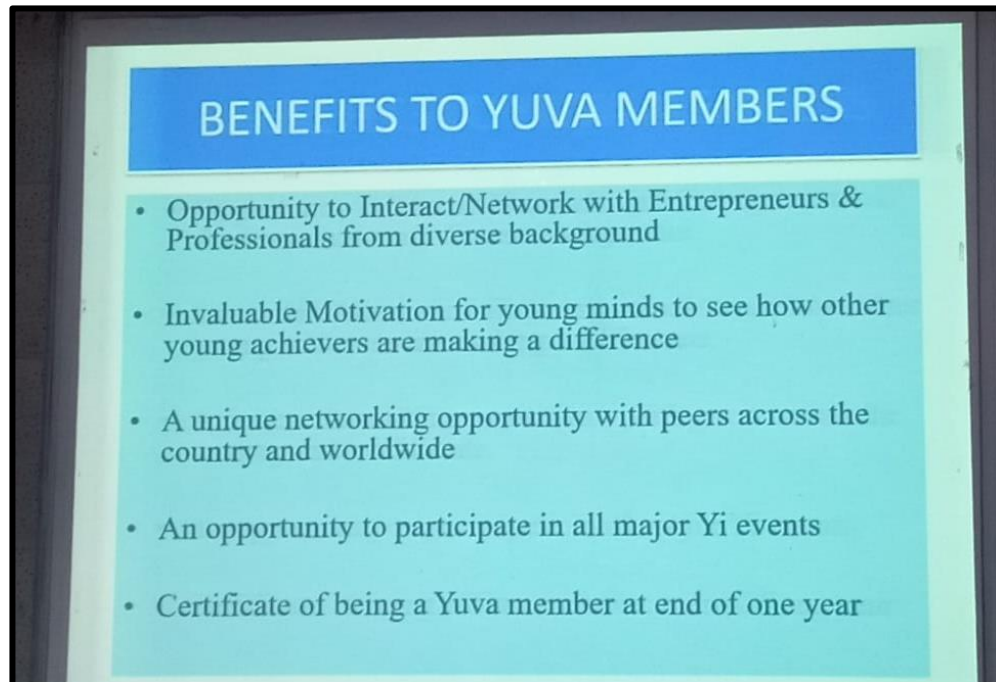 BENEFITS TO YUVA MEMBERS
• Opportunity to Interact/Network with Entrepreneurs &
Professionals from diverse background
• Invaluable Motivation for young minds to see how other
young achievers are making a difference
• A unique networking opportunity with peers across the
country and worldwide
• An opportunity to participate in all major Yi events
• Certificate of being a Yuva member at end of one year